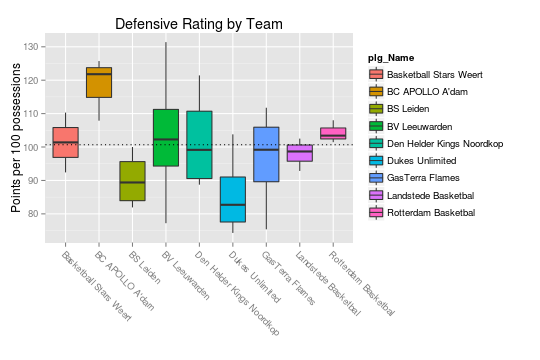 Defensive Rating by Team
Points per 100 possessions
130
120
110
100
90
80
Basketball Stars Weert
BC APOLLO A'dam
BS Leiden
BV Leeuwarden
Den Helder Kings Noordkop
Dukes Unlimited
GasTerra Flames
Landstede Basketbal
Rotterdam Basketbal
plg_Name
Basketball Stars Weert
BC APOLLO A'dam
BS Leiden
BV Leeuwarden
Den Helder Kings Noordkop
Dukes Unlimited
GasTerra Flames
Landstede Basketbal
Rotterdam Basketbal